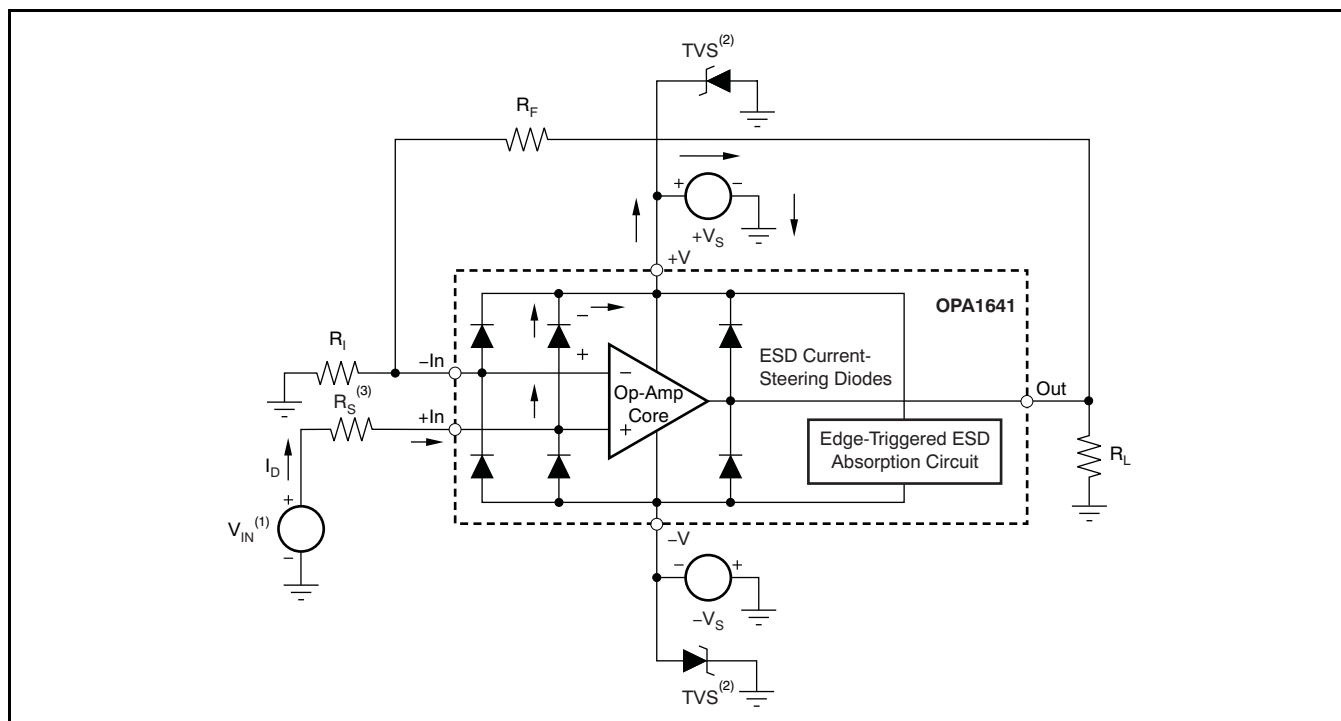 TVS(2)
RF
+ −
+VS
+V
OPA1641
−
+
RI
−In
ESD Current-
Steering Diodes
−
Op-Amp
Core
+
Out
RS(3)
+In
Edge-Triggered ESD
Absorption Circuit
RL
ID
+
VIN(1)
−
−V
− +
−VS
TVS(2)